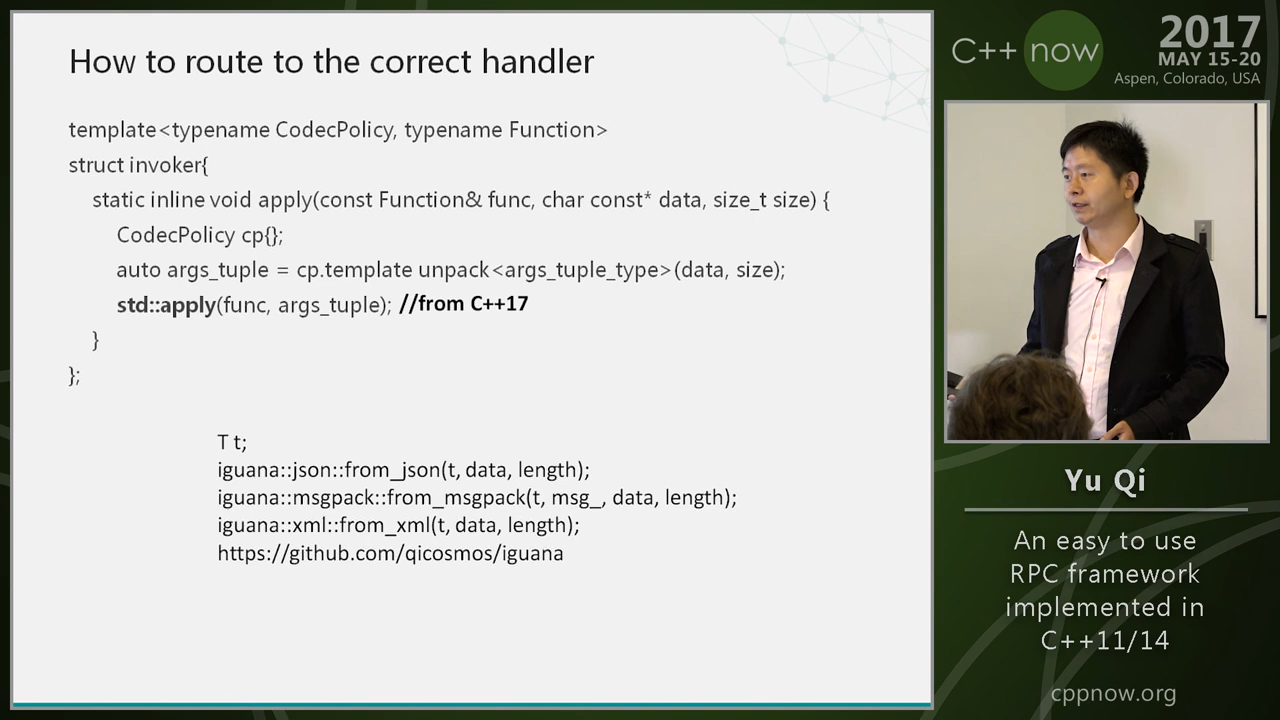 How to route to the correct handler
template<typename CodecPolicy, typename Function>
struct invoker{
static inline void apply(const Function& func, char const* data, size_t size) {
CodecPolicy cp{};
auto args_tuple = cp.template unpack<args_tuple_type>(data, size);
std::apply(func, args_tuple); //from C++17
}
};
T t;
iguana::json::from_json(t, data, length);
iguana::msgpack::from_msgpack(t, msg_, data, length);
iguana::xml::from_xml(t, data, length);
https://github.com/qicosmos/iguana
C++ now
2017
MAY 15-20
Aspen, Colorado, USA
Yu Qi
An easy to use
RPC framework
implemented in
C++11/14
cppnow.org